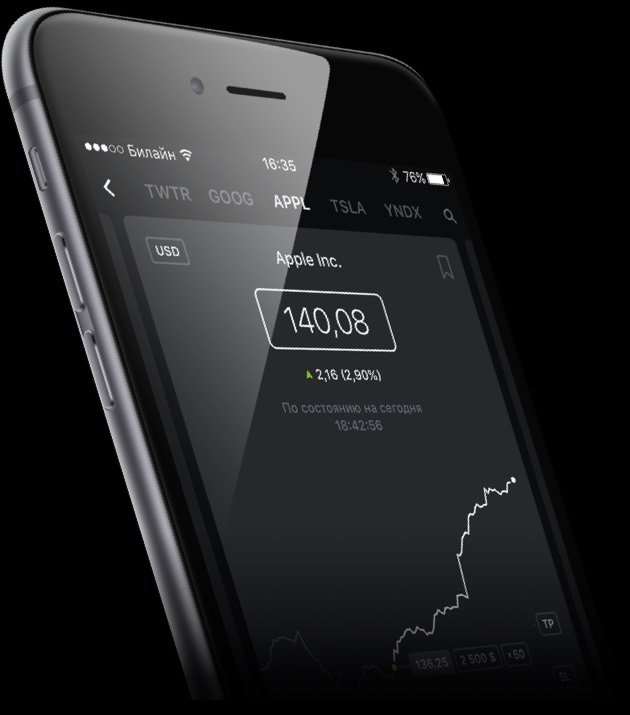 Билайн 16:35 76%
TWTR GOOG APPL TSLA YNDX
USD
Apple Inc.
140,08
2,16 (2,90%)
По состоянию на сегодня
18:42:56
TP
136,25 2 500 $ ×60
SL